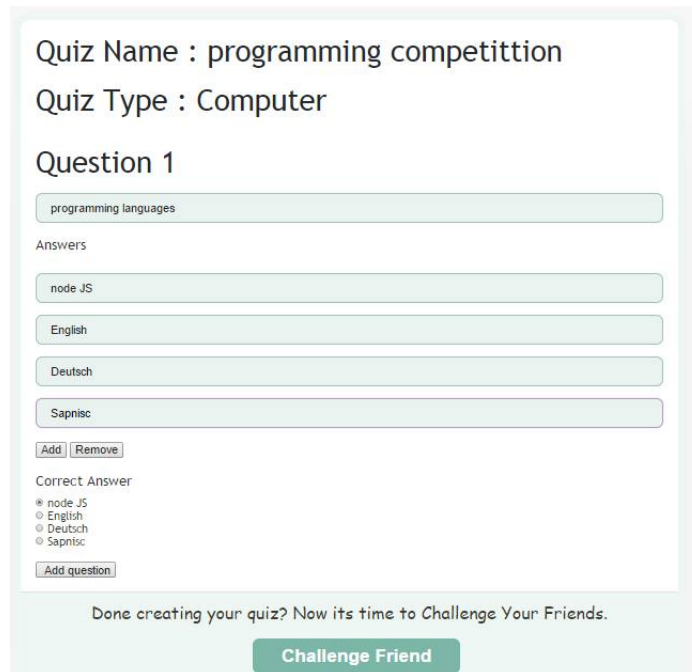 Quiz Name : programming competittion
Quiz Type : Computer
Question 1
programming languages
Answers
node JS
English
Deutsch
Sapnisc
Add Remove
Correct Answer
node JS
English
Deutsch
Sapnisc
Add question
Done creating your quiz? Now its time to Challenge Your Friends.
Challenge Friend